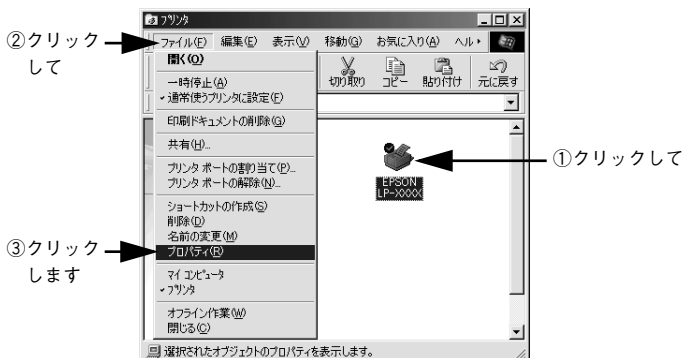 プリンタ
ファイル(F) 編集(E) 表示(V) 移動(G) お気に入り(A) ヘル
②クリック
して
開く(O)
一時停止(A)
通常使うプリンタに設定(F)
印刷ドキュメントの削除(G)
共有(H)...
プリンタ ポートの割り当て(P)...
プリンタ ポートの解除(N)...
ショートカットの作成(S)
削除(D)
名前の変更(M)
プロパティ(R)
マイ コンピュータ
プリンタ
オフライン作業(W)
閉じる(C)
③クリック
します
切り取り コピー 貼り付け 元に戻す
EPSON
LP-XXXX
①クリックして
選択されたオブジェクトのプロパティを表示します。